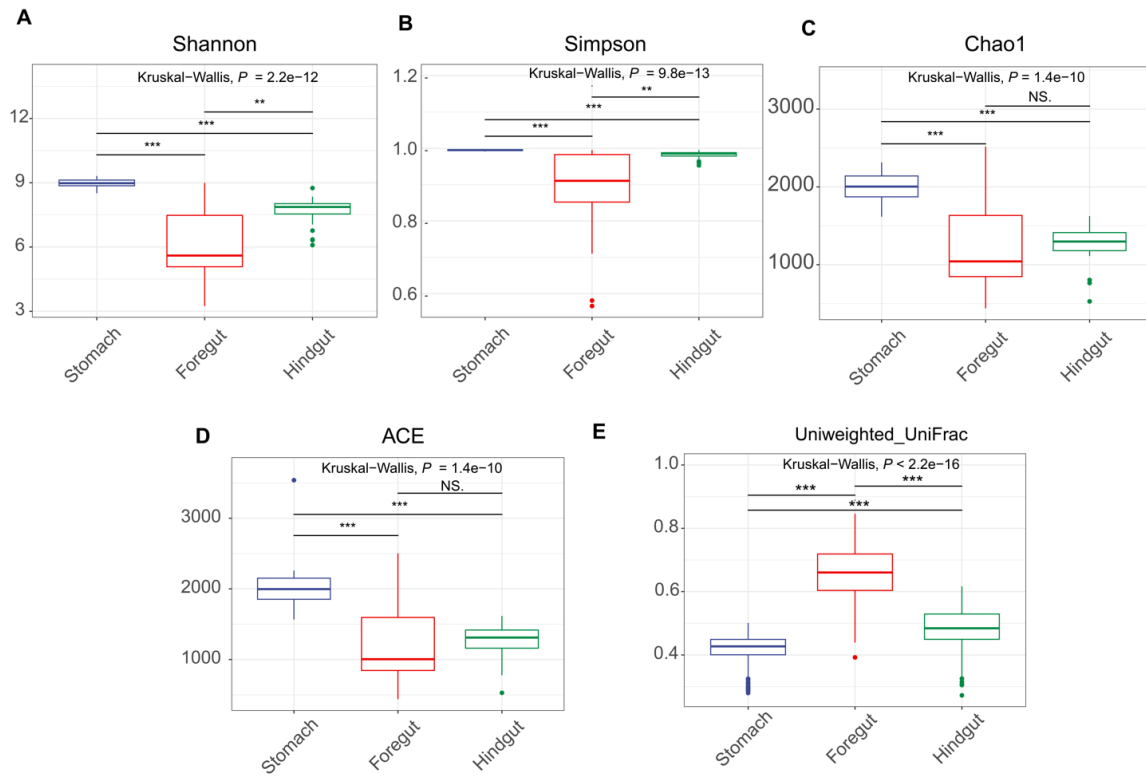 A
Shannon
Kruskal−Wallis, P = 2.2e−12
**
***
***
12
9
6
3
Stomach
Foregut
Hindgut
B
Simpson
Kruskal−Wallis, P = 9.8e−13
**
***
***
1.2
1.0
0.8
0.6
Stomach
Foregut
Hindgut
C
Chao1
Kruskal−Wallis, P = 1.4e−10
NS.
***
***
3000
2000
1000
Stomach
Foregut
Hindgut
D
ACE
Kruskal−Wallis, P = 1.4e−10
NS.
***
***
3000
2000
1000
Stomach
Foregut
Hindgut
E
Uniweighted_UniFrac
Kruskal−Wallis, P < 2.2e−16
*** ***
***
1.0
0.8
0.6
0.4
Stomach
Foregut
Hindgut